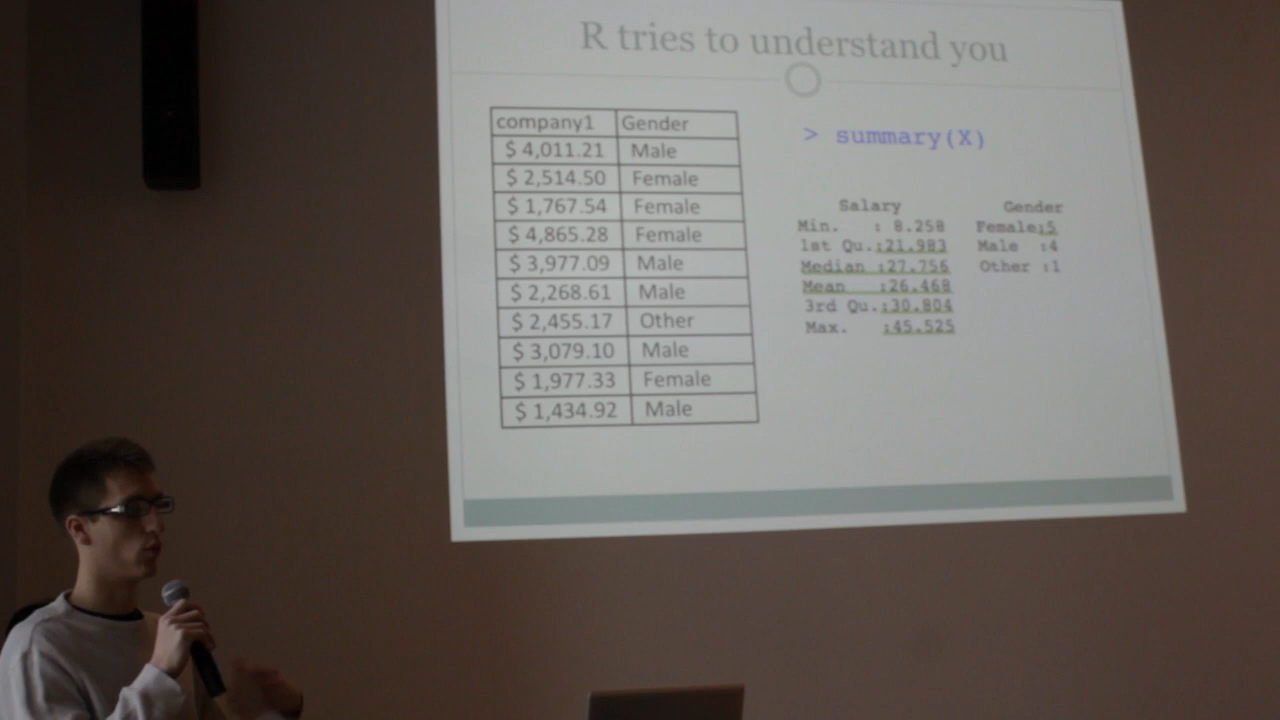 R tries to understand you
company1 Gender
$ 4,011.21 Male
$ 2,514.50 Female
$ 1,767.54 Female
$ 4,865.28 Female
$ 3,977.09 Male
$ 2,268.61 Male
$ 2,455.17 Other
$ 3,079.10 Male
$ 1,977.33 Female
$ 1,434.92 Male
> summary(X)
Salary Gender
Min. : 8.258 Female:5
1st Qu.:21.983 Male :4
Median :27.756 Other :1
Mean :26.468
3rd Qu.:30.804
Max. :45.525